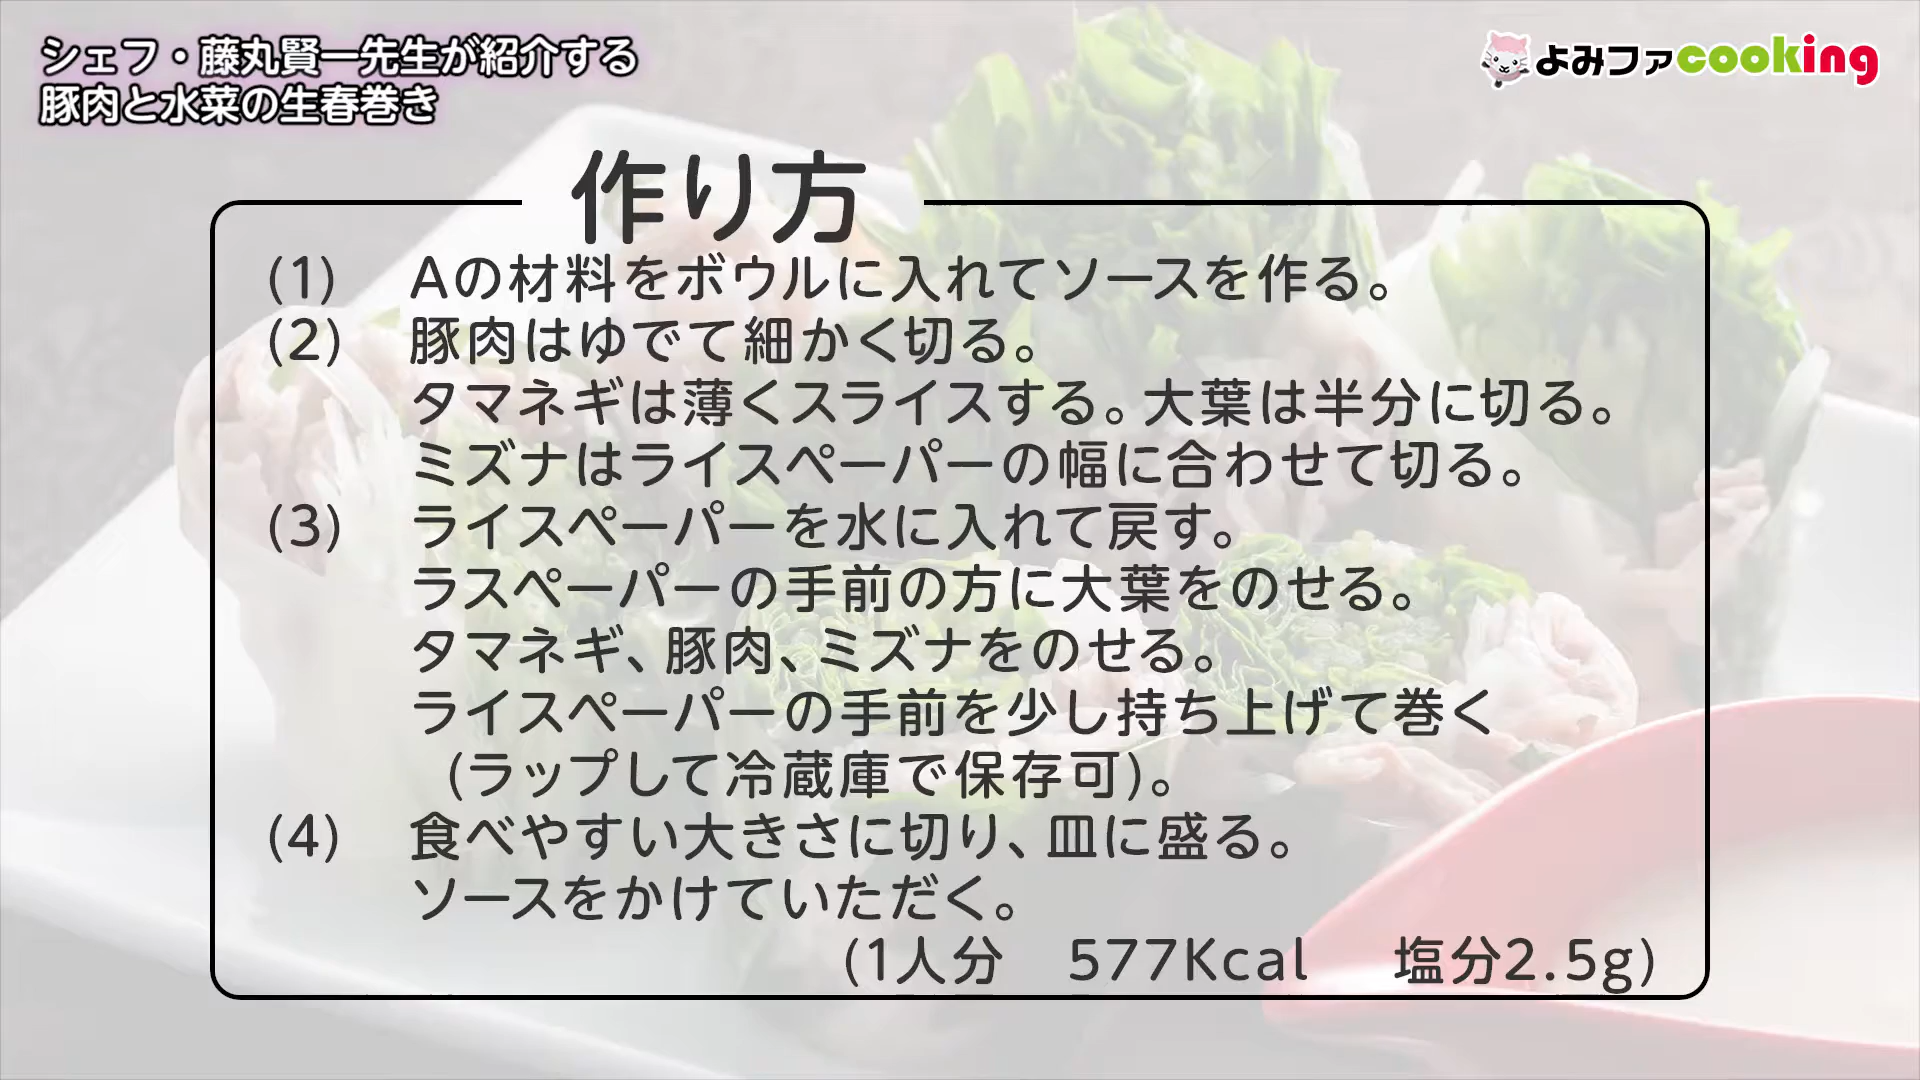 シェフ・藤丸賢一先生が紹介する
豚肉と水菜の生春巻き
よみファcooking
作り方
(1) Aの材料をボウルに入れてソースを作る。
(2) 豚肉はゆでて細かく切る。
タマネギは薄くスライスする。大葉は半分に切る。
ミズナはライスペーパーの幅に合わせて切る。
(3) ライスペーパーを水に入れて戻す。
ラスペーパーの手前の方に大葉をのせる。
タマネギ、豚肉、ミズナをのせる。
ライスペーパーの手前を少し持ち上げて巻く
(ラップして冷蔵庫で保存可)。
(4) 食べやすい大きさに切り、皿に盛る。
ソースをかけていただく。
(1人分 577Kcal 塩分2.5g)